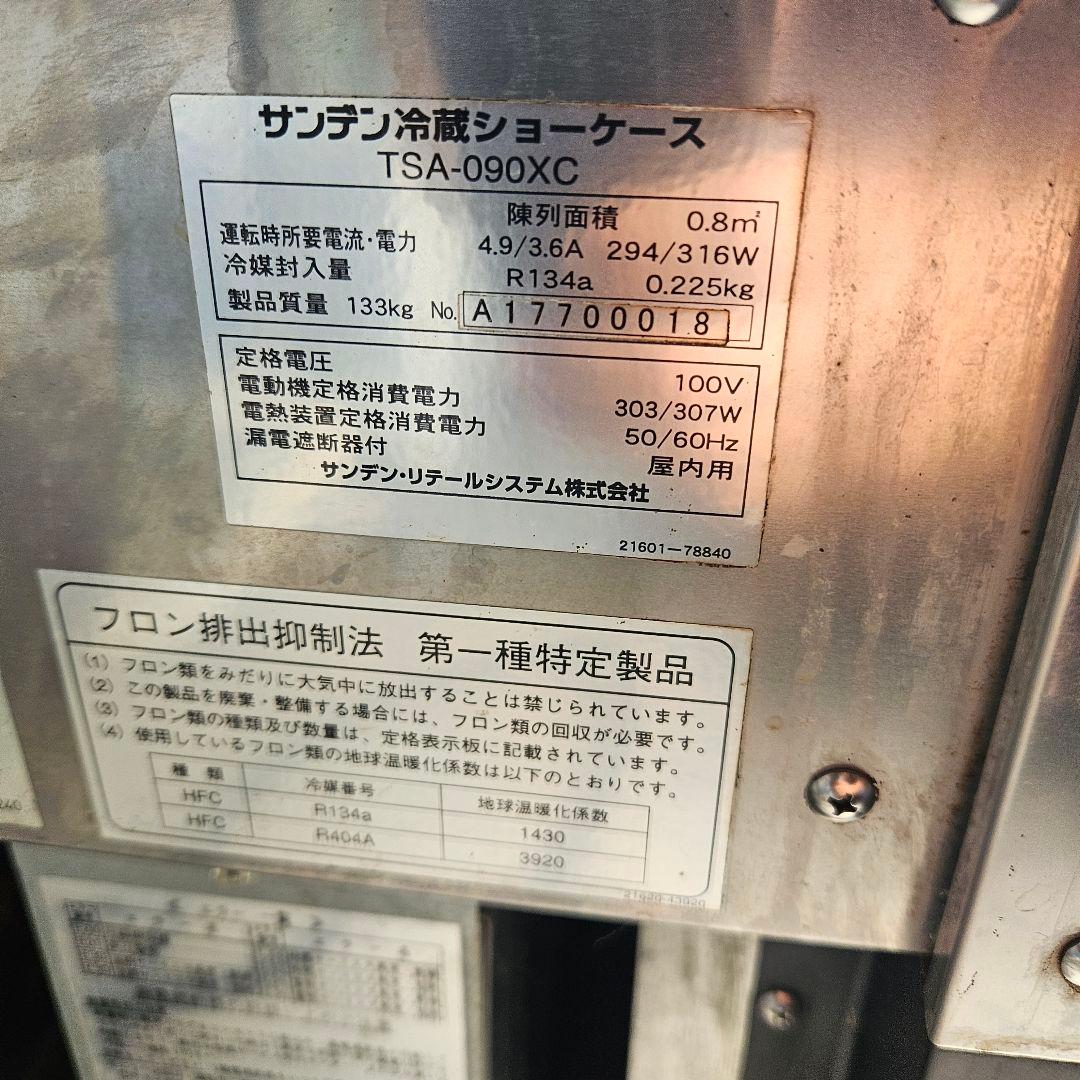 サンデン冷蔵ショーケース
TSA-090XC
陳列面積 0.8㎡
運転時所要電流・電力 4.9/3.6A 294/316W
冷媒封入量 R134a 0.225kg
製品質量 133kg No. A17700018
定格電圧 100V
電動機定格消費電力 303/307W
電熱装置定格消費電力 50/60Hz
漏電遮断器付 屋内用
サンデン・リテールシステム株式会社
21601-78840
フロン排出抑制法 第一種特定製品
(1) フロン類をみだりに大気中に放出することは禁じられています。
(2) この製品を廃棄・整備する場合には、フロン類の回収が必要です。
(3) フロン類の種類及び数量は、定格表示板に記載されています。
(4) 使用しているフロン類の地球温暖化係数は以下のとおりです。
種類 冷媒番号 地球温暖化係数
HFC R134a 1430
HFC R404A 3920
240